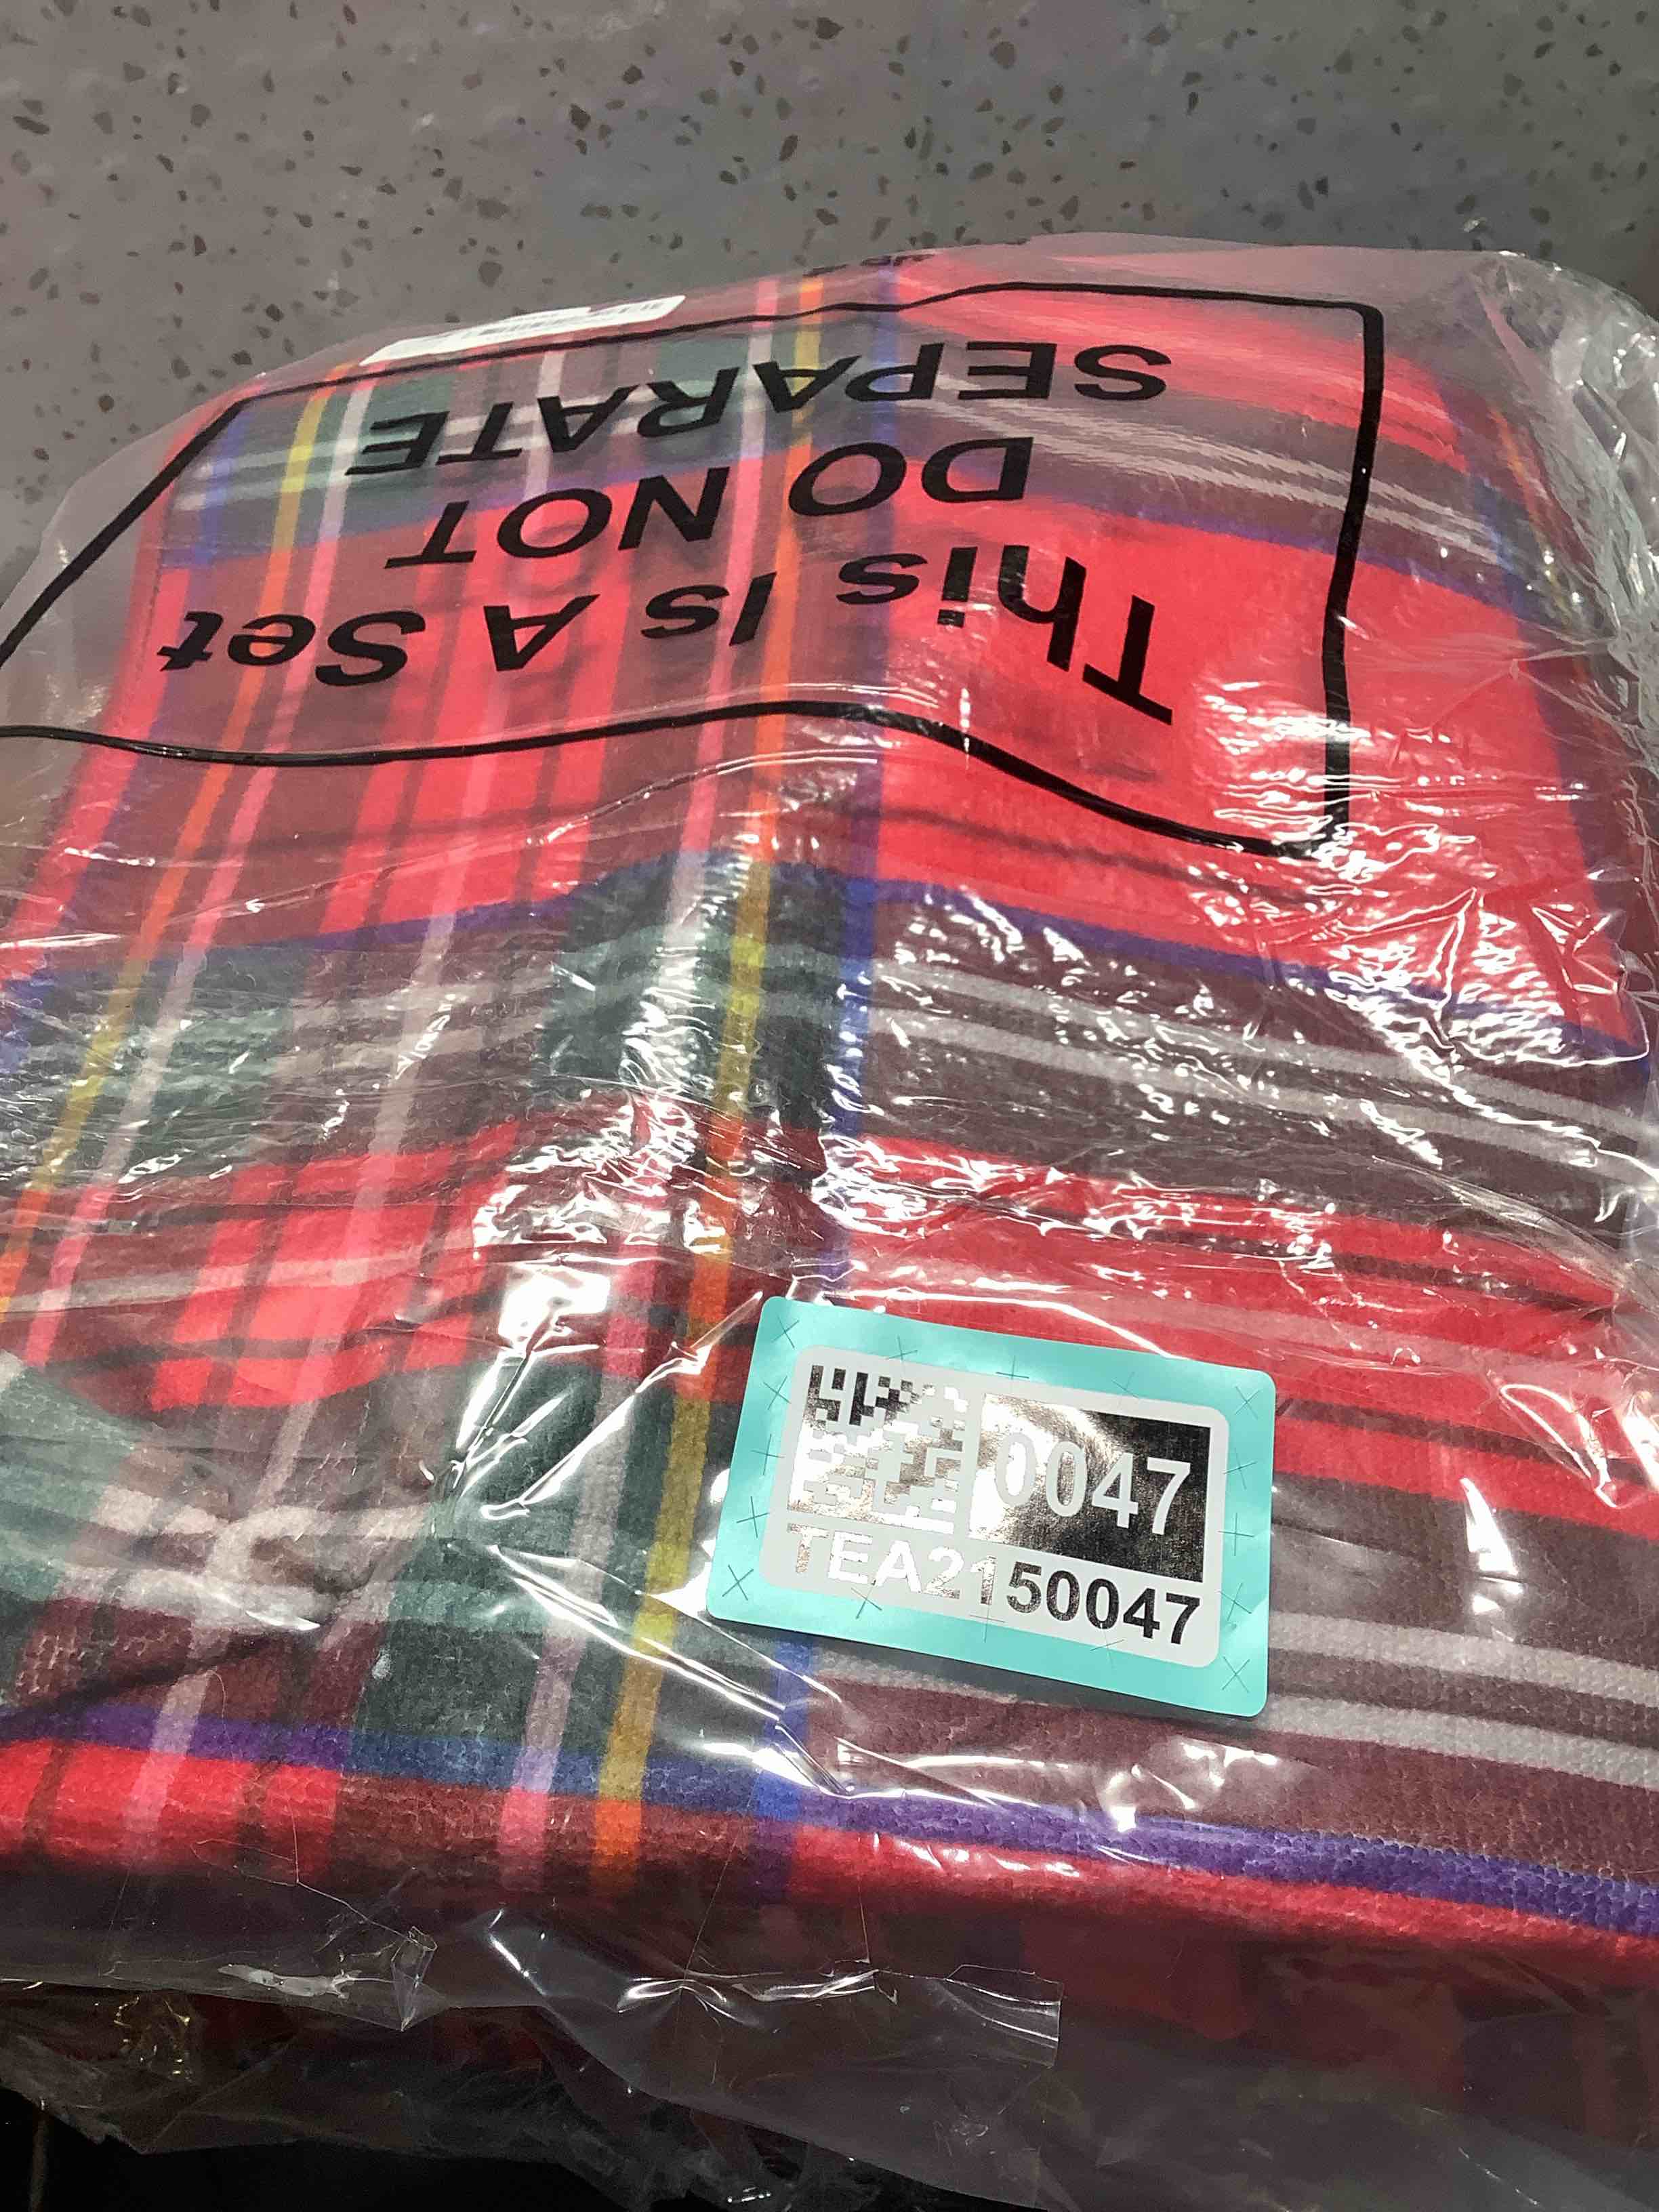 This Is A Set
DO NOT
SEPARATE
0047
TEA2150047